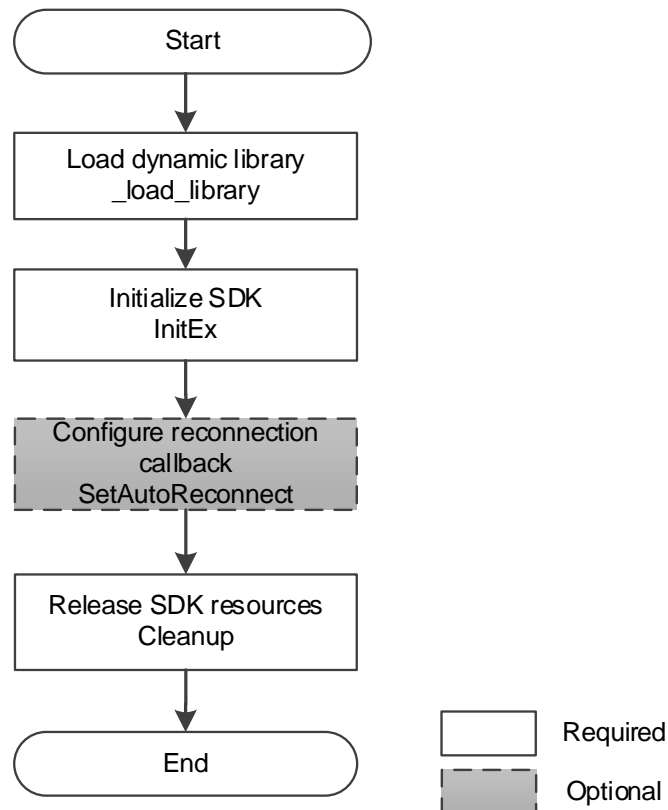 Start
Load dynamic library
_load_library
Initialize SDK
InitEx
Configure reconnection
callback
SetAutoReconnect
Release SDK resources
Cleanup
End
Required
Optional